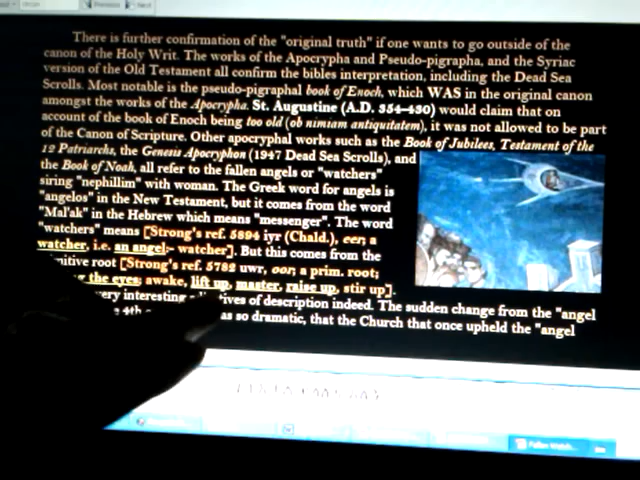 There is further confirmation of the "original truth" if one wants to go outside of the
canon of the Holy Writ. The works of the Apocrypha and Pseudo-pigrapha, and the Syriac
version of the Old Testament all confirm the bibles interpretation, including the Dead Sea
Scrolls. Most notable is the pseudo-pigraphal book of Enoch, which WAS in the original canon
amongst the works of the Apocrypha. St. Augustine (A.D. 354-430) would claim that on
account of the book of Enoch being too old (ob nimiam antiquitatem), it was not allowed to be part
of the Canon of Scripture. Other apocryphal works such as the Book of Jubilees, Testament of the
12 Patriarchs, the Genesis Apocryphon (1947 Dead Sea Scrolls), and
the Book of Noah, all refer to the fallen angels or "watchers"
siring "nephillim" with woman. The Greek word for angels is
"angelos" in the New Testament, but it comes from the word
"Mal'ak" in the Hebrew which means "messenger". The word
"watchers" means [Strong's ref. 5894 iyr (Chald.), eer; a
watcher, i.e. an angel:- watcher]. But this comes from the
root [Strong's ref. 5782 uwr, oor; a prim. root;
the eyes; awake, lift up, master, raise up, stir up].
very interesting of description indeed. The sudden change from the "angel
4th so dramatic, that the Church that once upheld the "angel